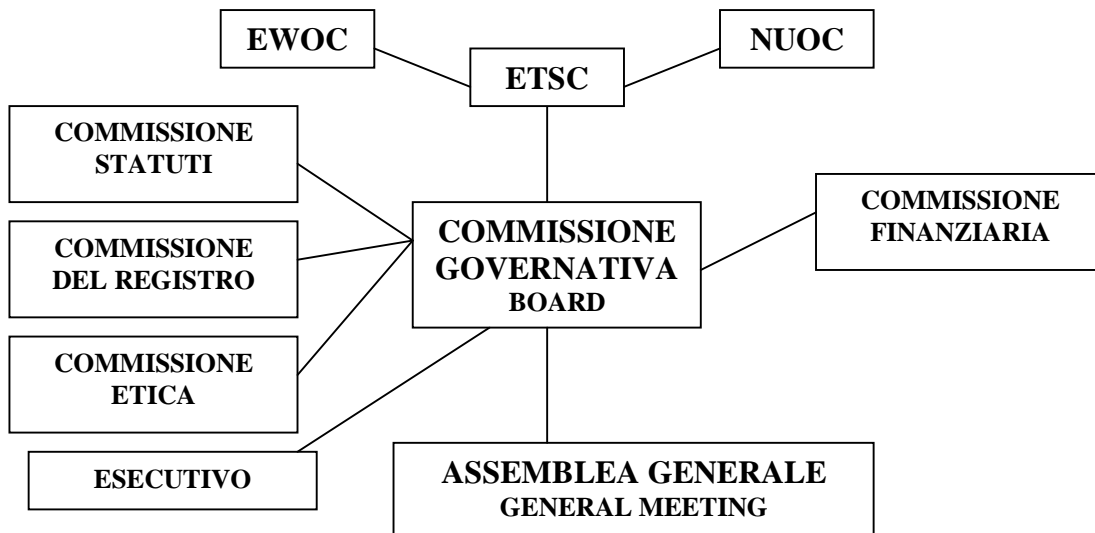 EWOC
NUOC
ETSC
COMMISSIONE
STATUTI
COMMISSIONE
FINANZIARIA
COMMISSIONE
GOVERNATIVA
BOARD
COMMISSIONE
DEL REGISTRO
COMMISSIONE
ETICA
ESECUTIVO
ASSEMBLEA GENERALE
GENERAL MEETING